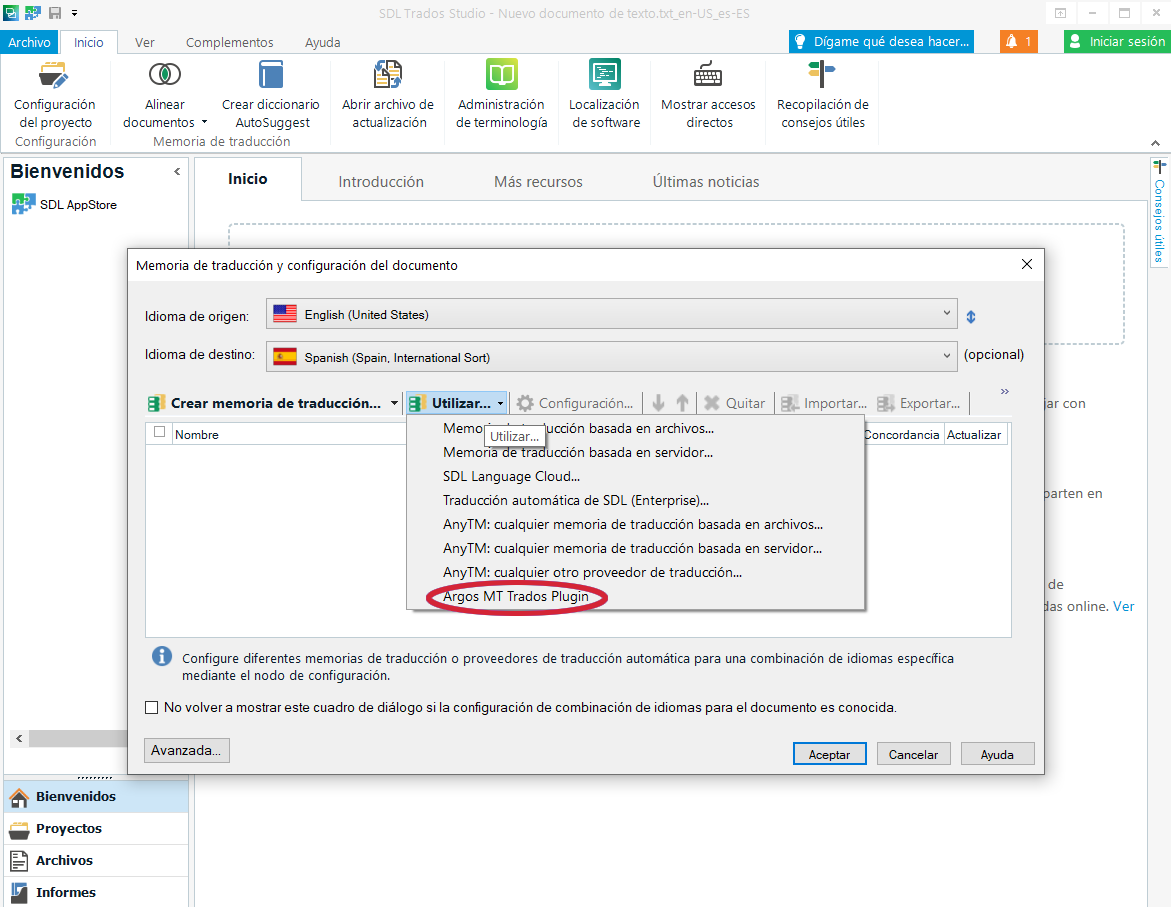 SDL Trados Studio - Nuevo documento de texto.txt_en-US_es-ES
Archivo
Inicio
Ver
Complementos
Ayuda
Dígame qué desea hacer...
1
Iniciar sesión
Configuración
del proyecto
Configuración
Alinear
documentos
Crear diccionario
AutoSuggest
Memoria de traducción
Abrir archivo de
actualización
Administración
de terminología
Localización
de software
Mostrar accesos
directos
Recopilación de
consejos útiles
Bienvenidos
SDL AppStore
Inicio
Introducción
Más recursos
Últimas noticias
Consejos útiles
Memoria de traducción y configuración del documento
Idioma de origen:
English (United States)
Idioma de destino:
Spanish (Spain, International Sort)
(opcional)
Crear memoria de traducción...
Utilizar...
Configuración...
Quitar
Importar...
Exportar...
Nombre
Concordancia
Actualizar
Memoria de traducción basada en archivos...
Utilizar...
Memoria de traducción basada en servidor...
SDL Language Cloud...
Traducción automática de SDL (Enterprise)...
AnyTM: cualquier memoria de traducción basada en archivos...
AnyTM: cualquier memoria de traducción basada en servidor...
AnyTM: cualquier otro proveedor de traducción...
Argos MT Trados Plugin
jar con
parten en
de
das online. Ver
Configure diferentes memorias de traducción o proveedores de traducción automática para una combinación de idiomas específica
mediante el nodo de configuración.
No volver a mostrar este cuadro de diálogo si la configuración de combinación de idiomas para el documento es conocida.
Avanzada...
Aceptar
Cancelar
Ayuda
Bienvenidos
Proyectos
Archivos
Informes